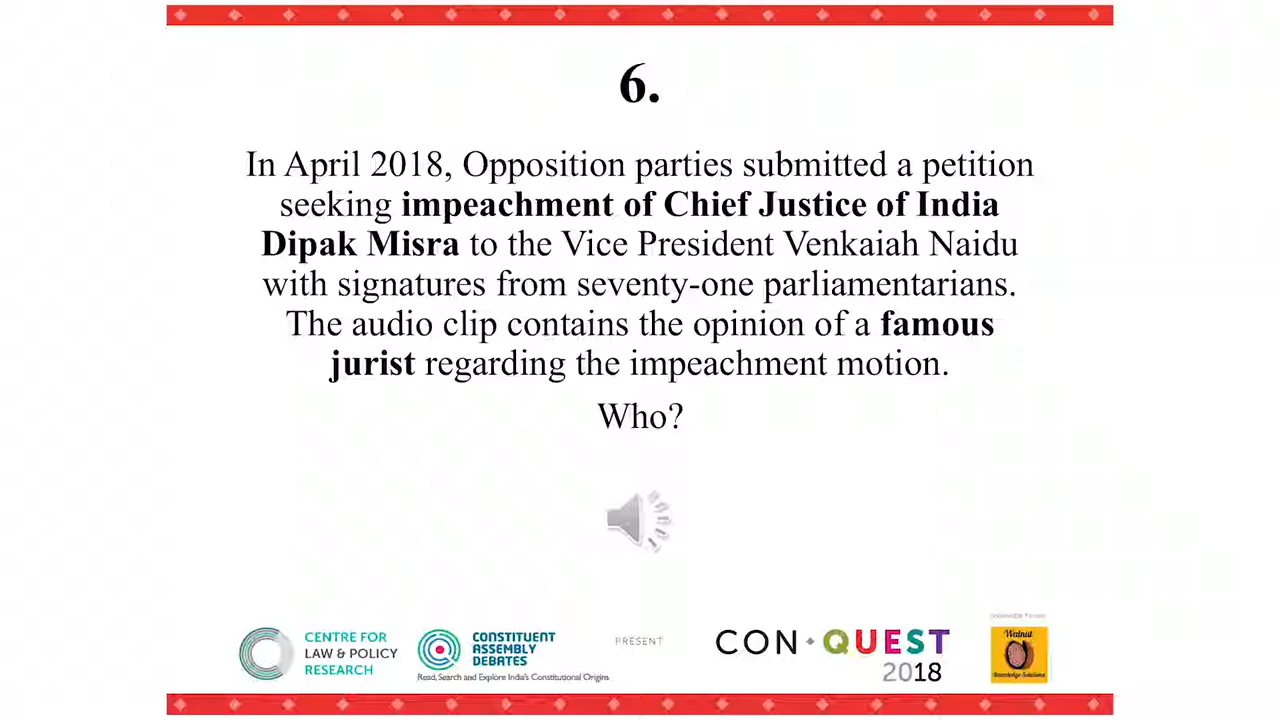 6.
In April 2018, Opposition parties submitted a petition
seeking impeachment of Chief Justice of India
Dipak Misra to the Vice President Venkaiah Naidu
with signatures from seventy-one parliamentarians.
The audio clip contains the opinion of a famous
jurist regarding the impeachment motion.
Who?
CENTRE FOR
LAW & POLICY
RESEARCH
CONSTITUENT
ASSEMBLY
DEBATES
Read, Search and Explore India's Constitutional Origins
PRESENT
CON QUEST
2018
Walnut
Knowledge Solutions